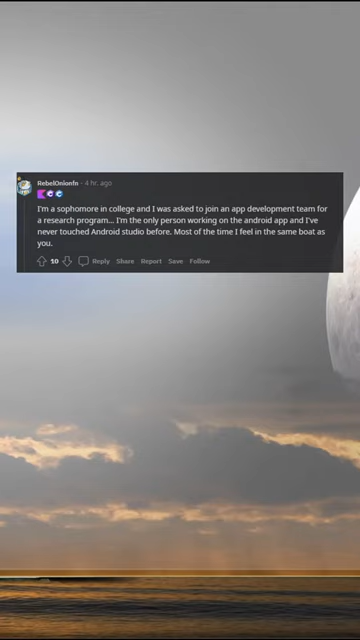 RebelOnionfn · 4 hr. ago
I'm a sophomore in college and I was asked to join an app development team for
a research program... I'm the only person working on the android app and I've
never touched Android studio before. Most of the time I feel in the same boat as
you.
10 Reply Share Report Save Follow